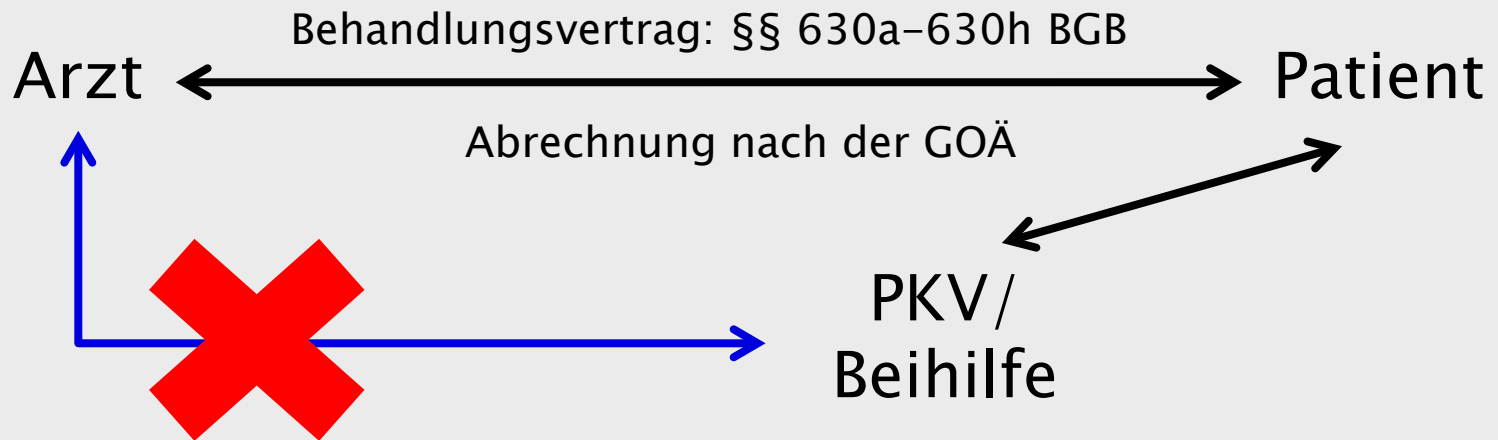 Behandlungsvertrag: §§ 630a–630h BGB
Arzt
Patient
Abrechnung nach der GOÄ
PKV/
Beihilfe